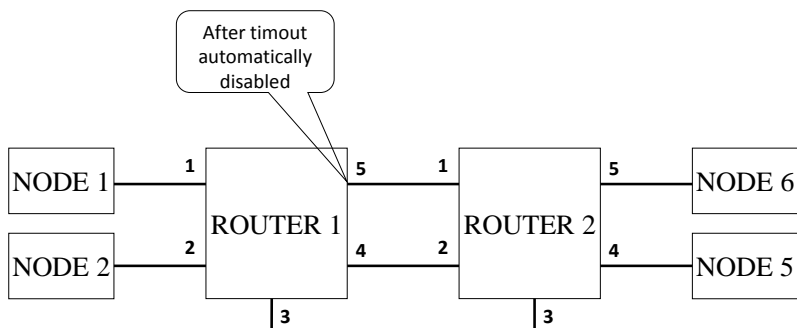 After timout
automatically
disabled
1
5
1
5
NODE 1
NODE 6
ROUTER 1
ROUTER 2
2
4
2
4
NODE 2
NODE 5
3
3